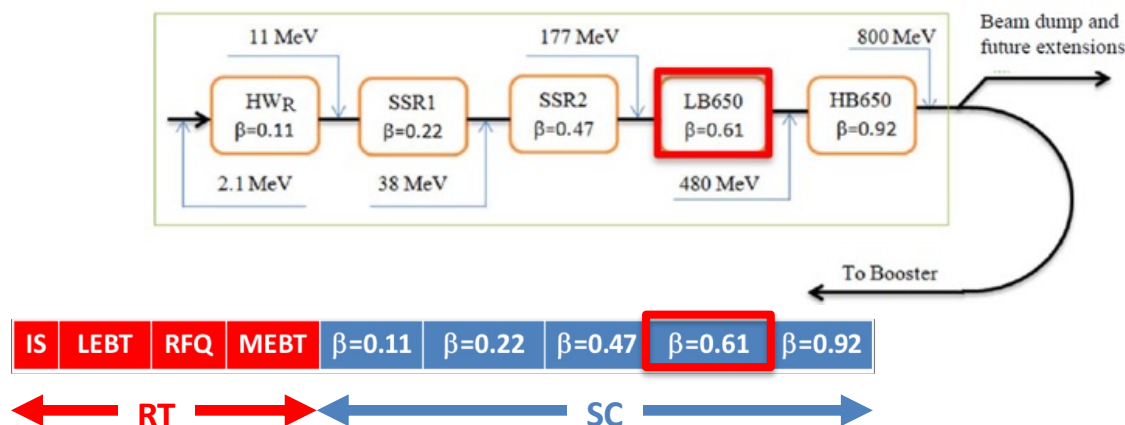 11 MeV
177 MeV
800 MeV
Beam dump and
future extensions
....
HWR
β=0.11
SSR1
β=0.22
SSR2
β=0.47
LB650
β=0.61
HB650
β=0.92
2.1 MeV
38 MeV
480 MeV
To Booster
IS LEBT RFQ MEBT β=0.11 β=0.22 β=0.47 β=0.61 β=0.92
RT SC